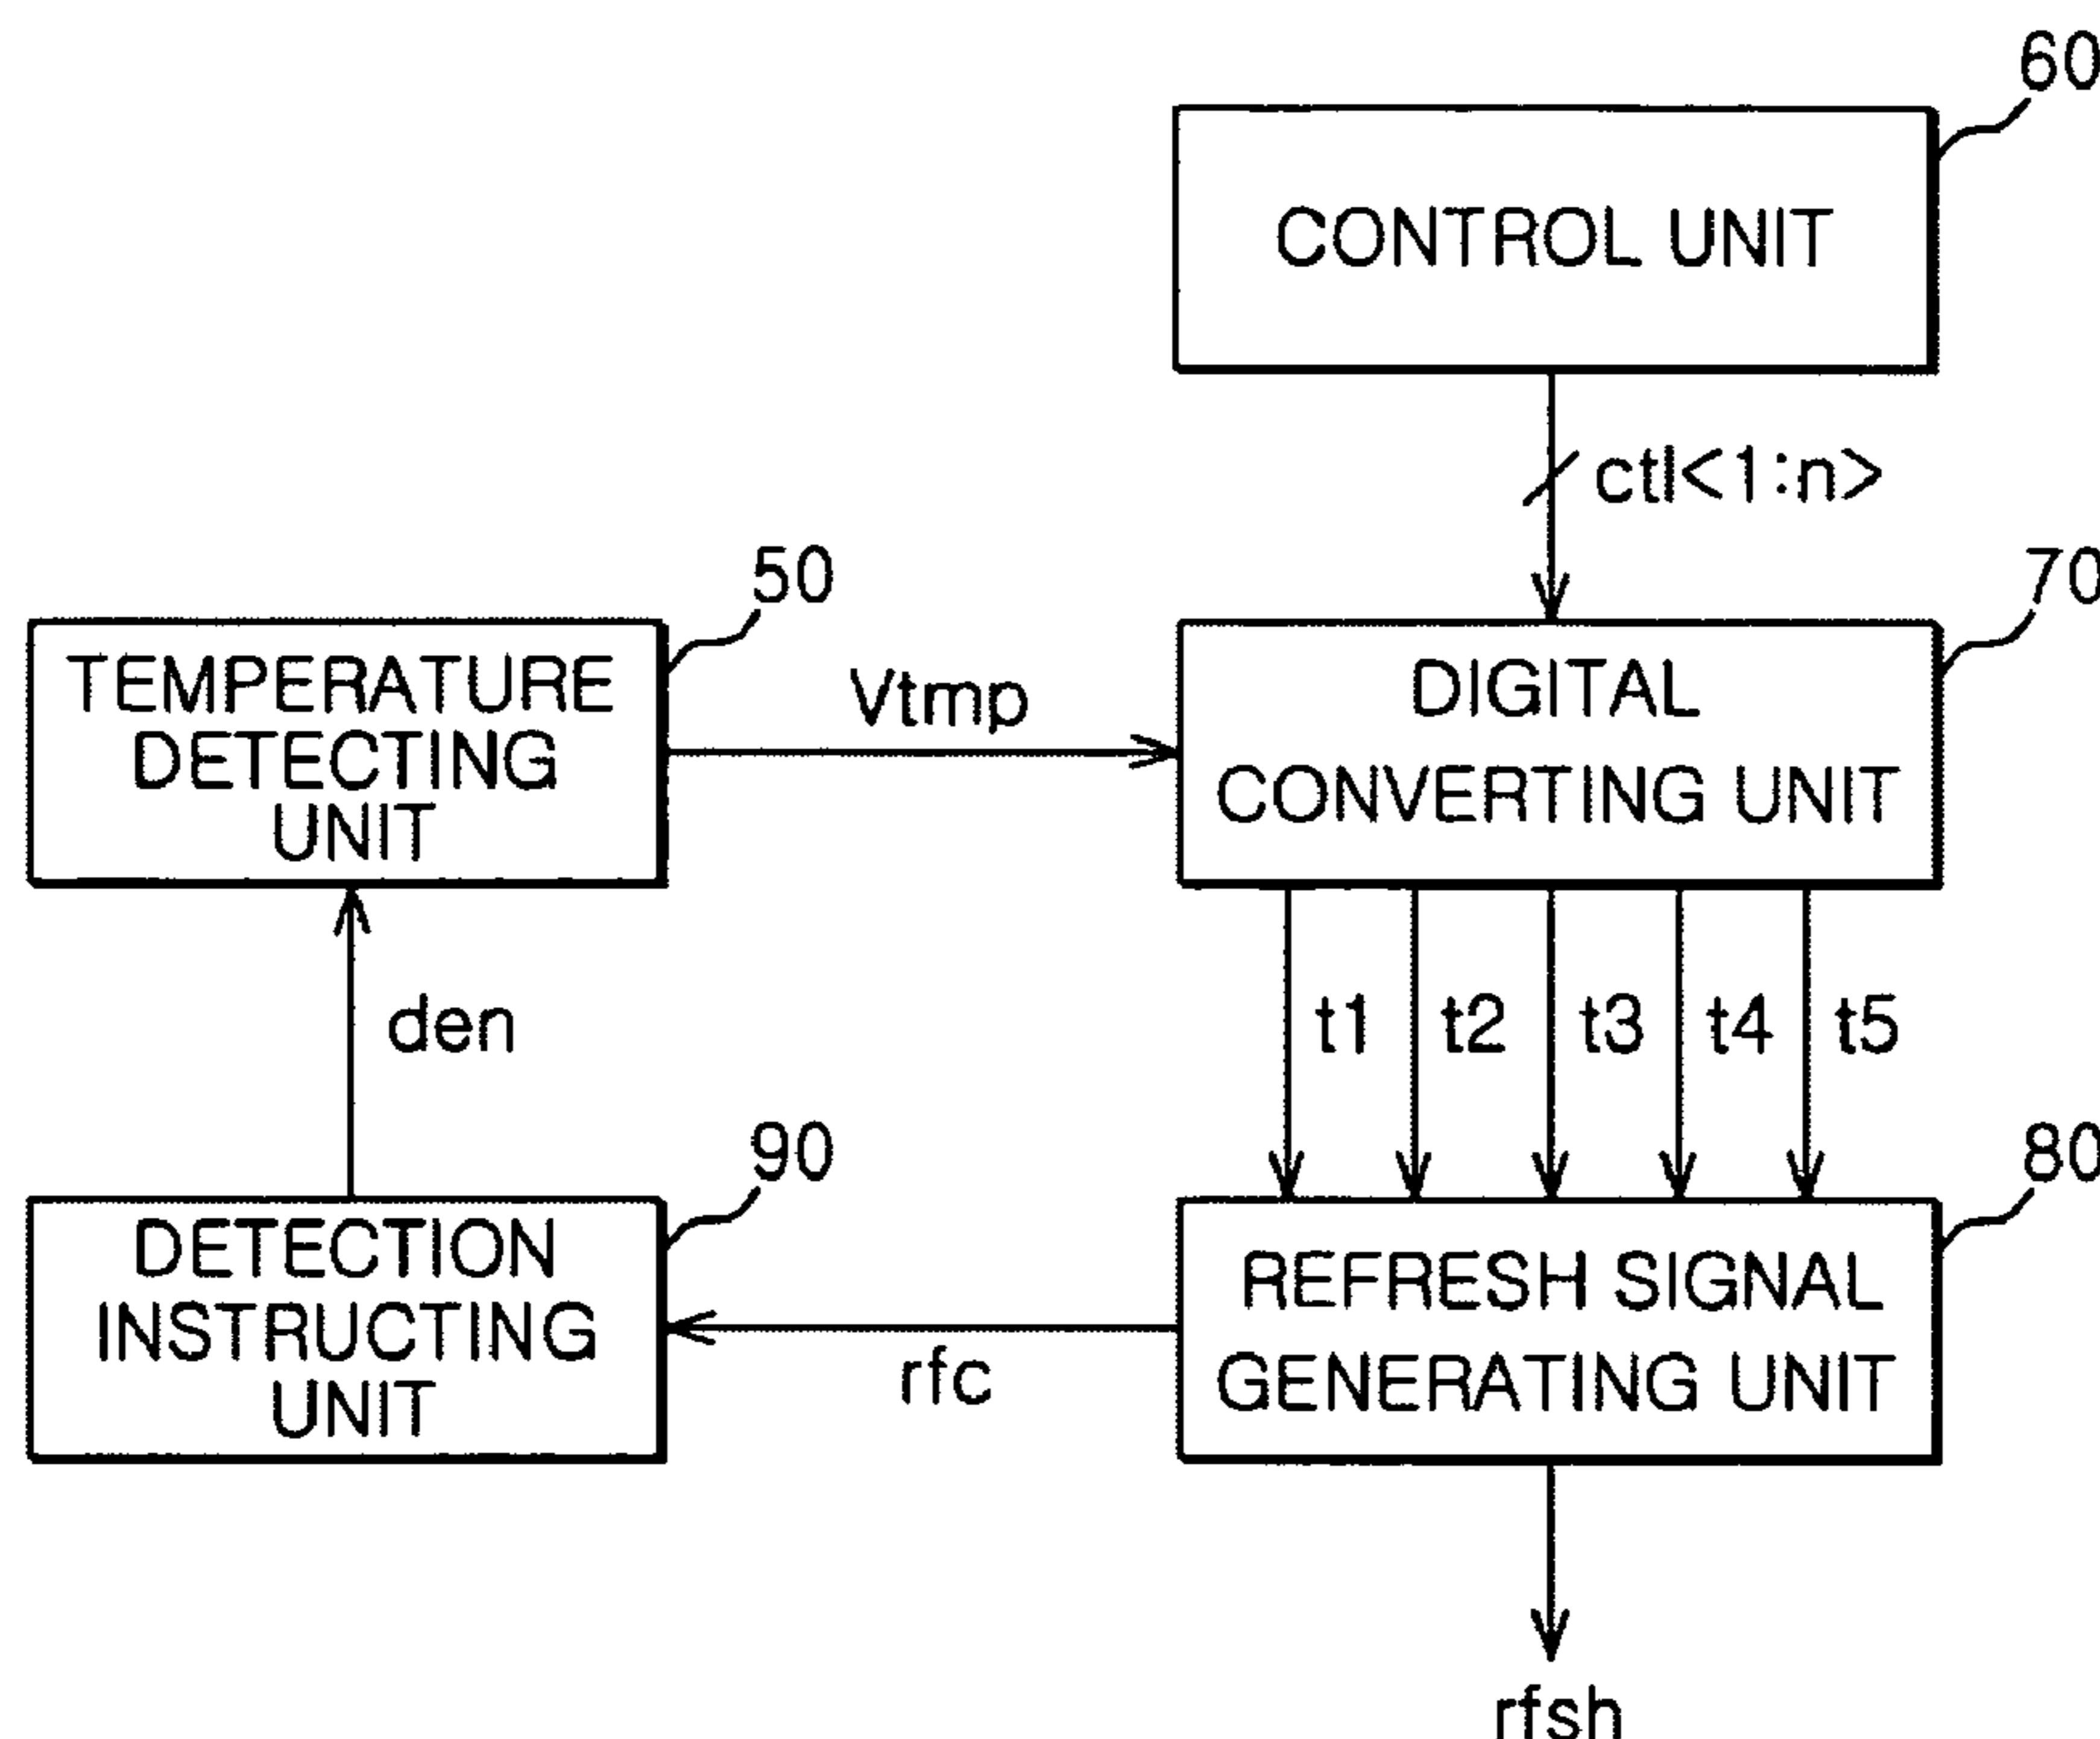 60
CONTROL UNIT
ctl<1:n>
50
70
TEMPERATURE
DETECTING
UNIT
Vtmp
DIGITAL
CONVERTING UNIT
den
t1
t2
t3
t4
t5
90
80
DETECTION
INSTRUCTING
UNIT
rfc
REFRESH SIGNAL
GENERATING UNIT
rfsh